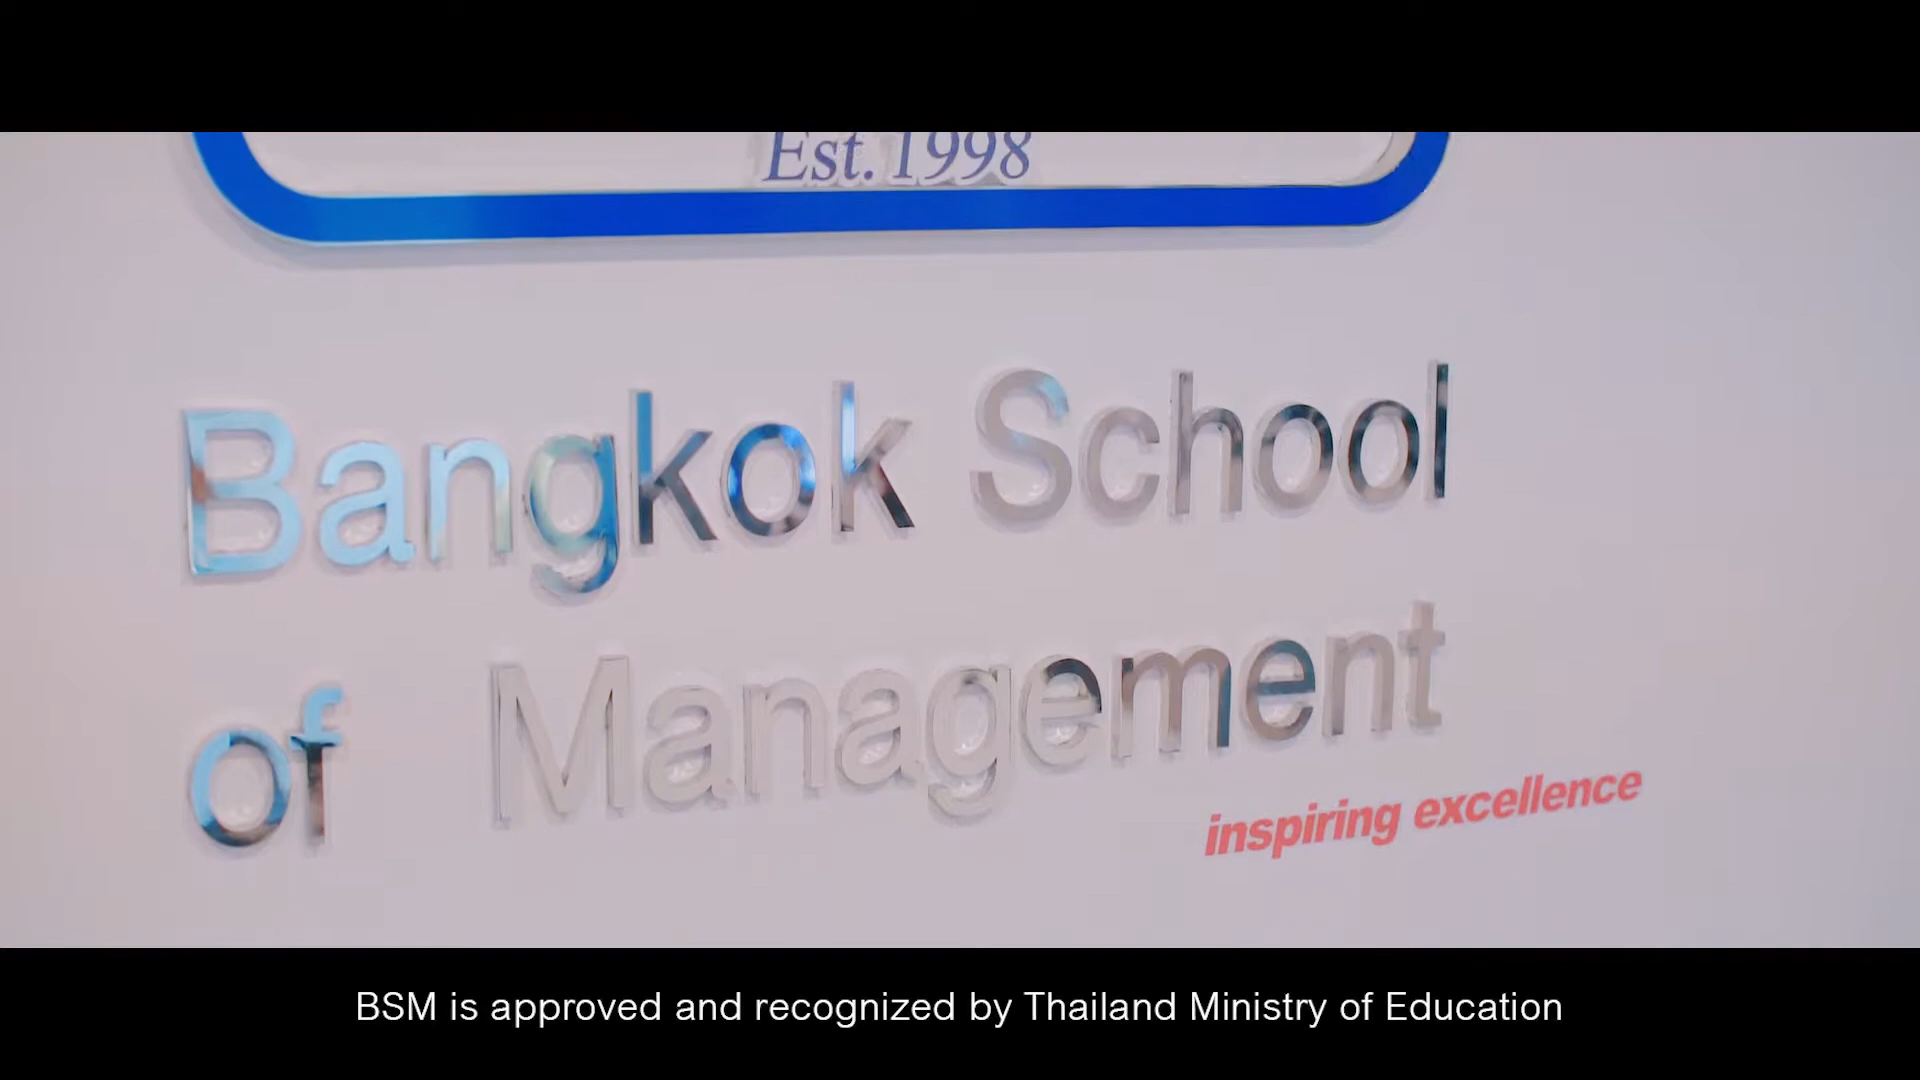 Est. 1998
Bangkok School
of Management
inspiring excellence
BSM is approved and recognized by Thailand Ministry of Education